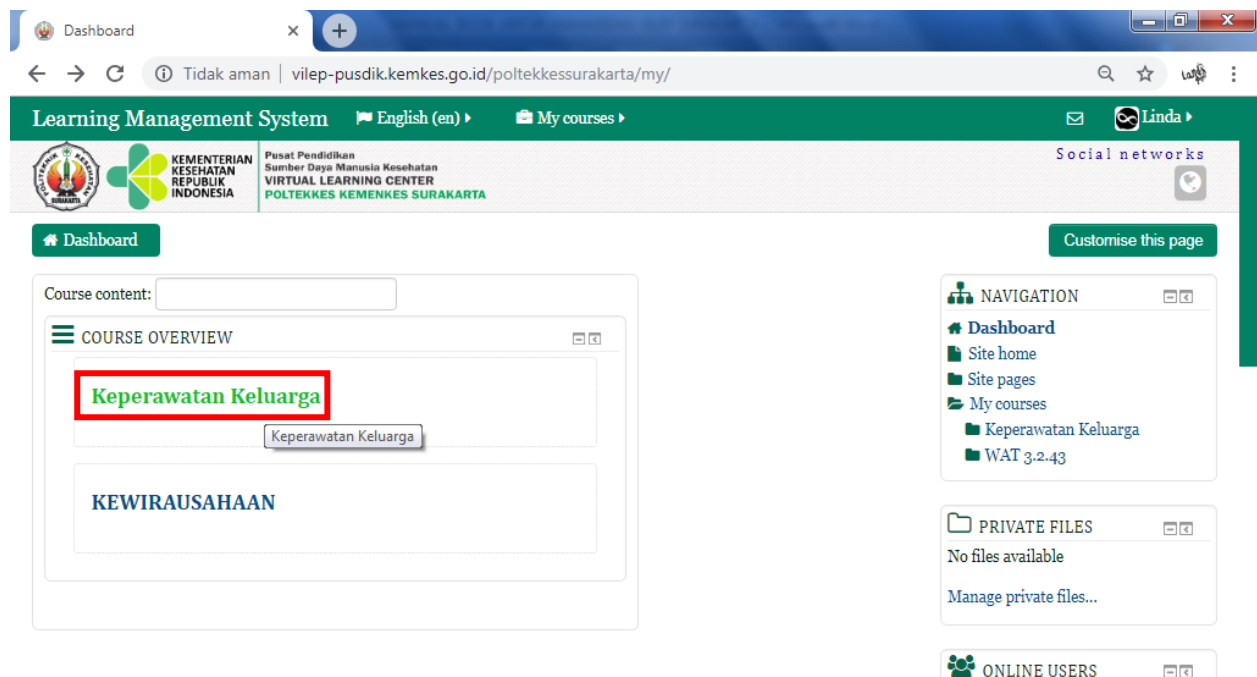 Dashboard
Tidak aman | vilep-pusdik.kemkes.go.id/poltekkessurakarta/my/
Learning Management System English (en) My courses Linda
KEMENTERIAN
KESEHATAN
REPUBLIK
INDONESIA
Pusat Pendidikan
Sumber Daya Manusia Kesehatan
VIRTUAL LEARNING CENTER
POLTEKKES KEMENKES SURAKARTA
Social networks
Dashboard
Customise this page
Course content:
COURSE OVERVIEW
Keperawatan Keluarga
Keperawatan Keluarga
KEWIRAUSAHAAN
NAVIGATION
Dashboard
Site home
Site pages
My courses
Keperawatan Keluarga
WAT 3.2.43
PRIVATE FILES
No files available
Manage private files...
ONLINE USERS